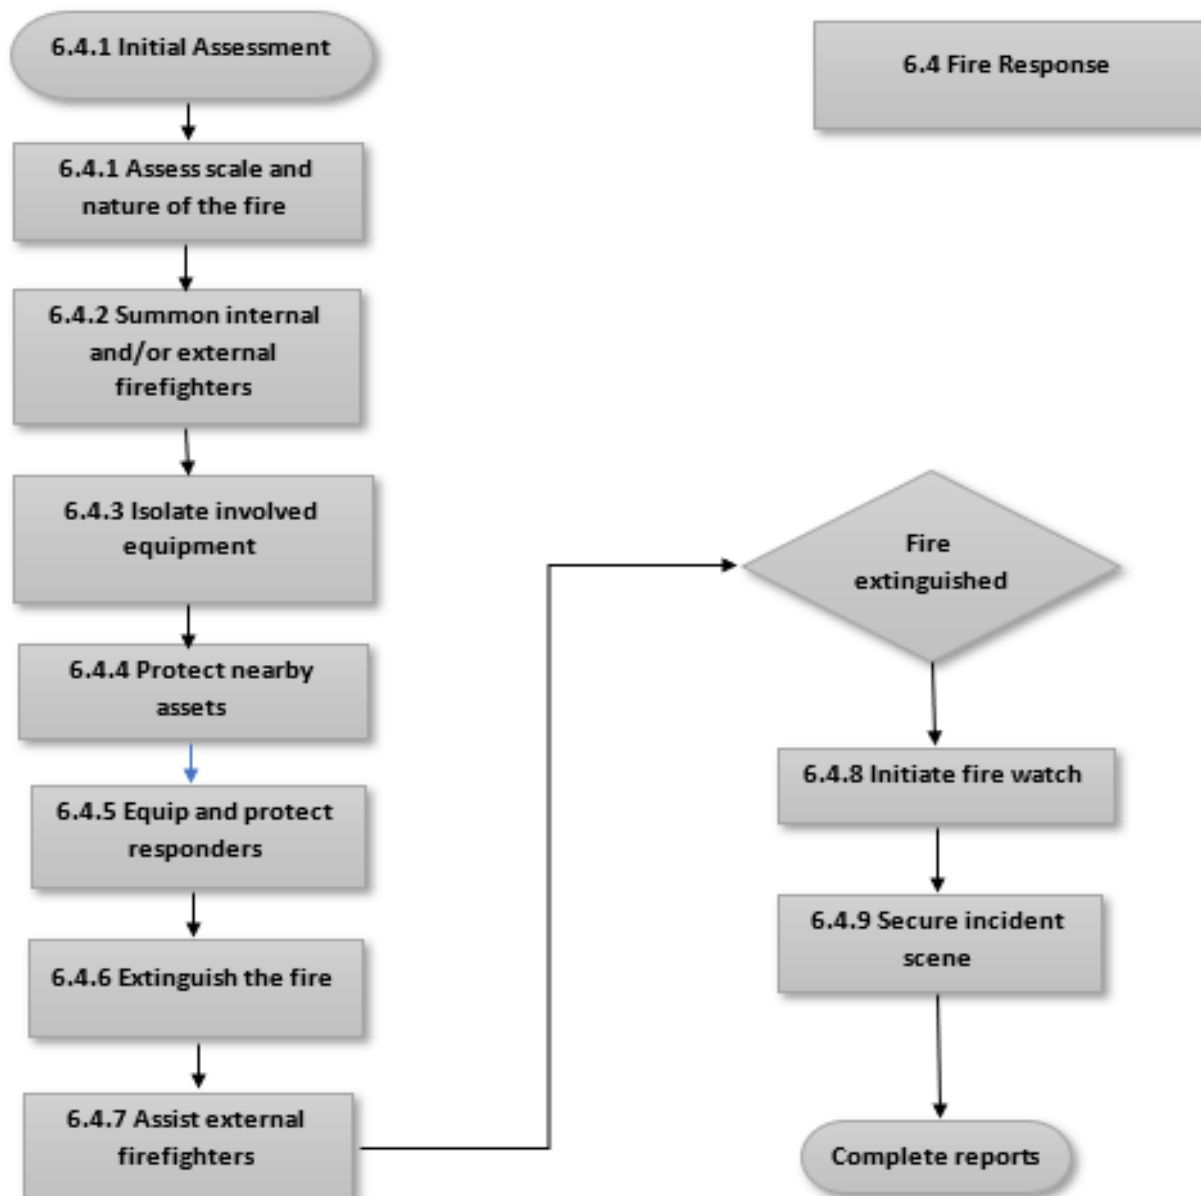 6.4.1 Initial Assessment
6.4 Fire Response
6.4.1 Assess scale and
nature of the fire
6.4.2 Summon internal
and/or external
firefighters
6.4.3 Isolate involved
equipment
6.4.4 Protect nearby
assets
6.4.5 Equip and protect
responders
6.4.6 Extinguish the fire
6.4.7 Assist external
firefighters
Fire
extinguished
6.4.8 Initiate fire watch
6.4.9 Secure incident
scene
Complete reports